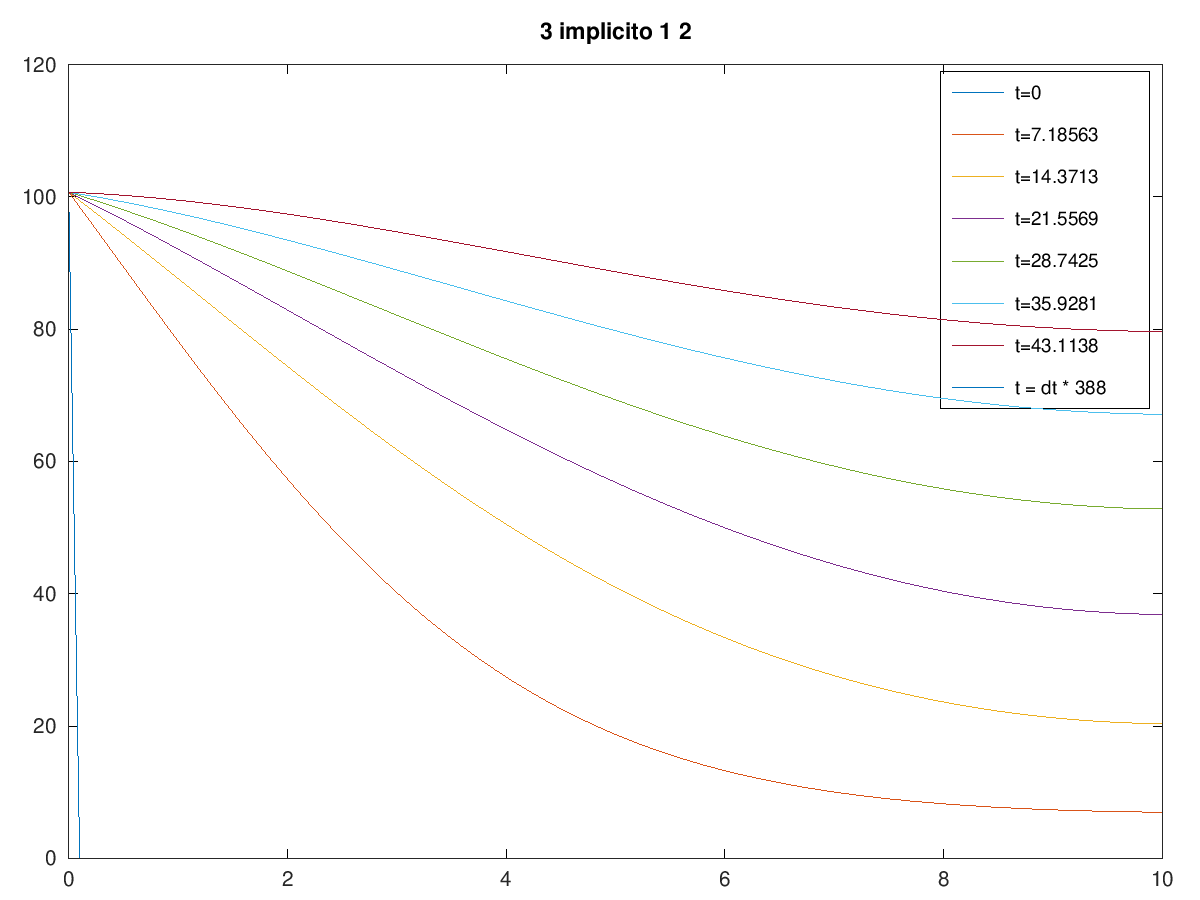 3 implicito 1 2
120
100
80
60
40
20
0
0 2 4 6 8 10
t=0
t=7.18563
t=14.3713
t=21.5569
t=28.7425
t=35.9281
t=43.1138
t = dt * 388